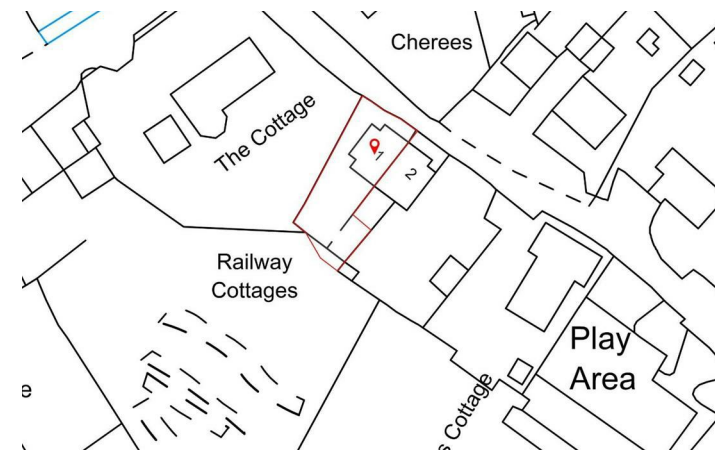 Cherees
The Cottage
1
2
Railway
Cottages
Play
Area
s Cottage
e